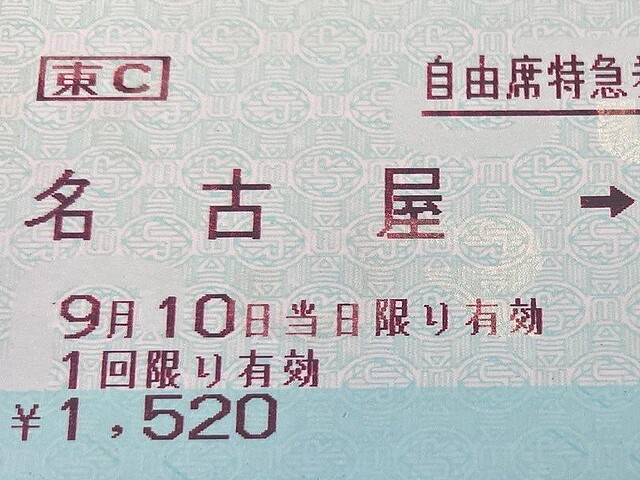 東C 自由席特急券
名古屋→
9月10日当日限り有効
1回限り有効
¥1,520